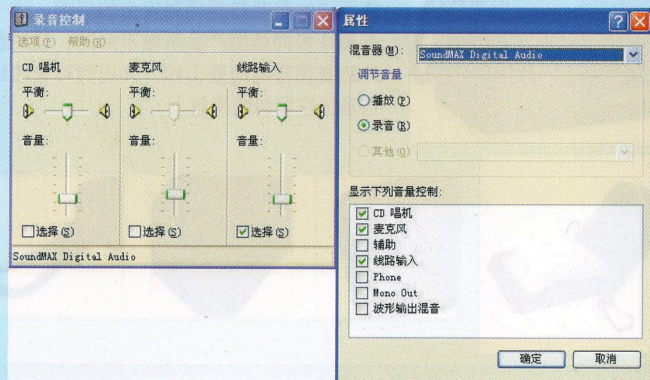 录音控制
选项(P) 帮助(H)
CD 唱机
平衡:
音量:
选择(S)
麦克风
平衡:
音量:
选择(S)
线路输入
平衡:
音量:
选择(S)
SoundMAX Digital Audio
属性
混音器(M):
SoundMAX Digital Audio
调节音量
播放(P)
录音(R)
其他(O)
显示下列音量控制:
CD 唱机
麦克风
辅助
线路输入
Phone
Mono Out
波形输出混音
确定
取消